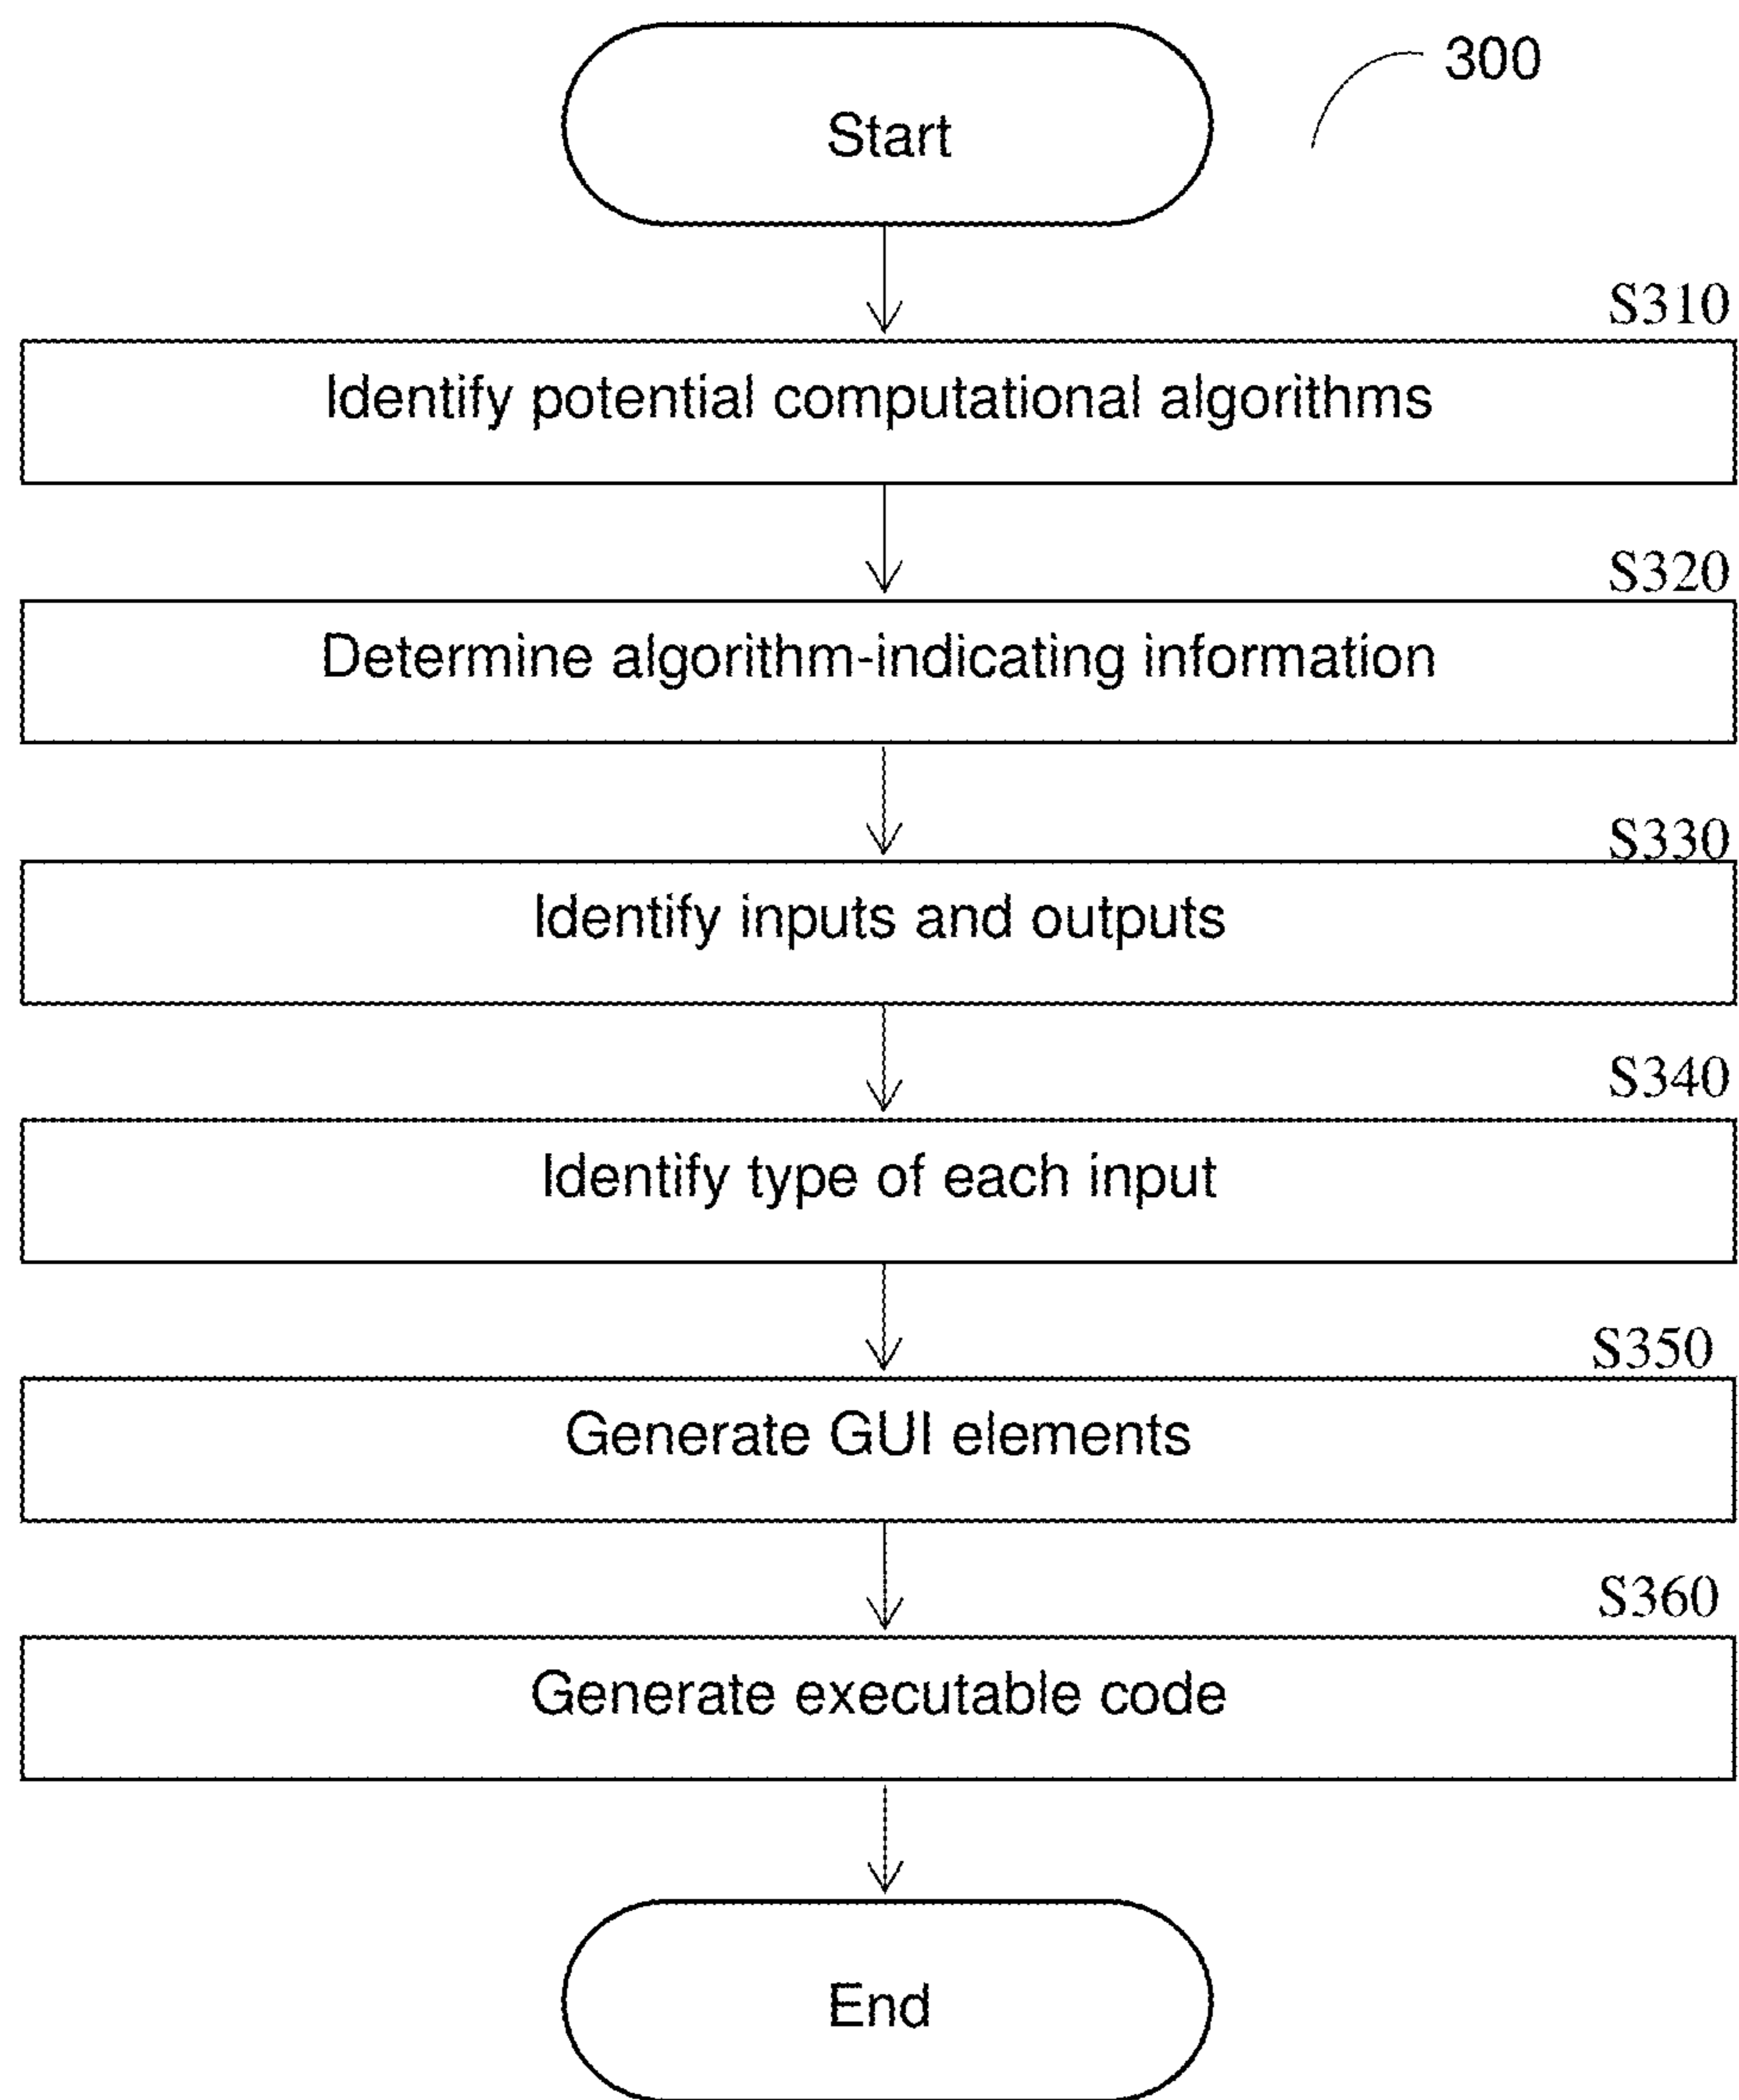 300
Start
S310
Identify potential computational algorithms
S320
Determine algorithm-indicating information
S330
Identify inputs and outputs
S340
Identify type of each input
S350
Generate GUI elements
S360
Generate executable code
End